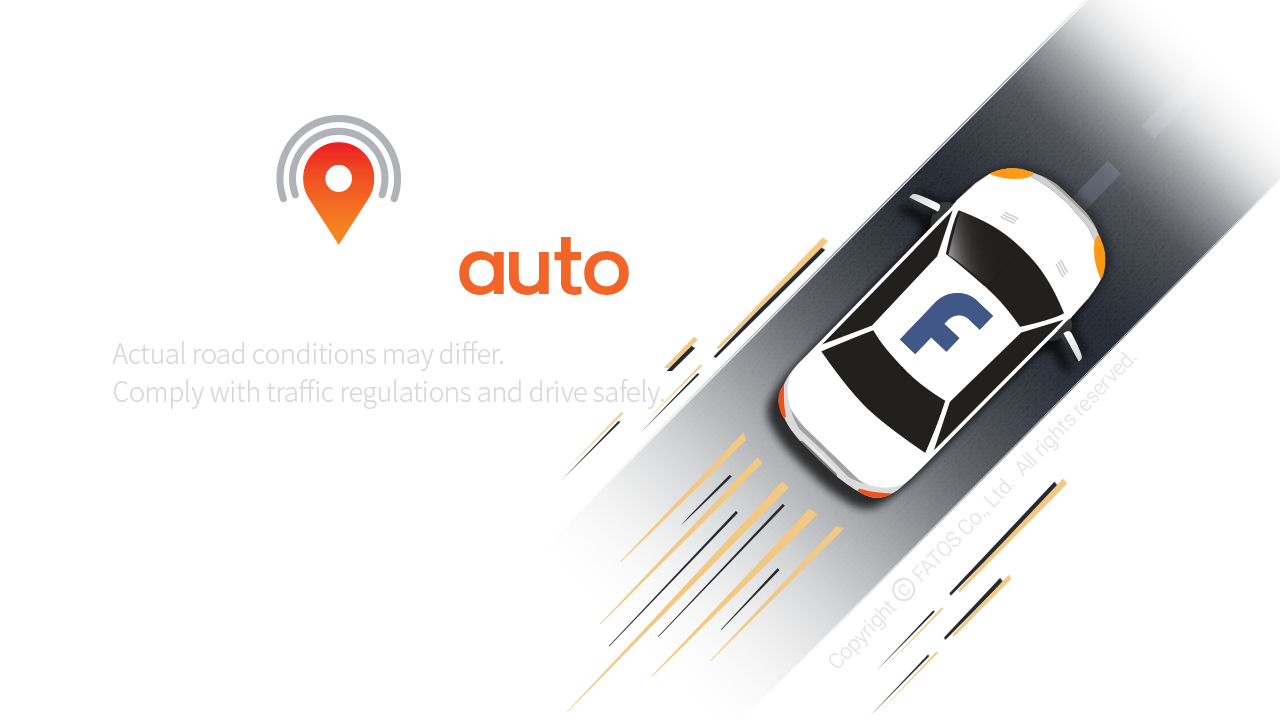 auto
Actual road conditions may differ.
Comply with traffic regulations and drive safely.
F
Copyright ⓒ FATOS Co., Ltd. All rights reserved.